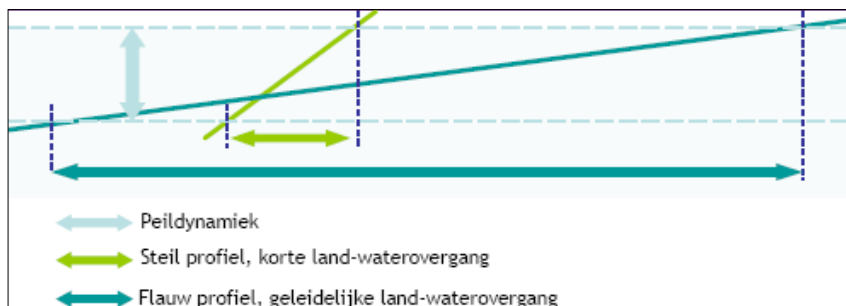 Peildynamiek
Steil profiel, korte land-waterovergang
Flauw profiel, geleidelijke land-waterovergang